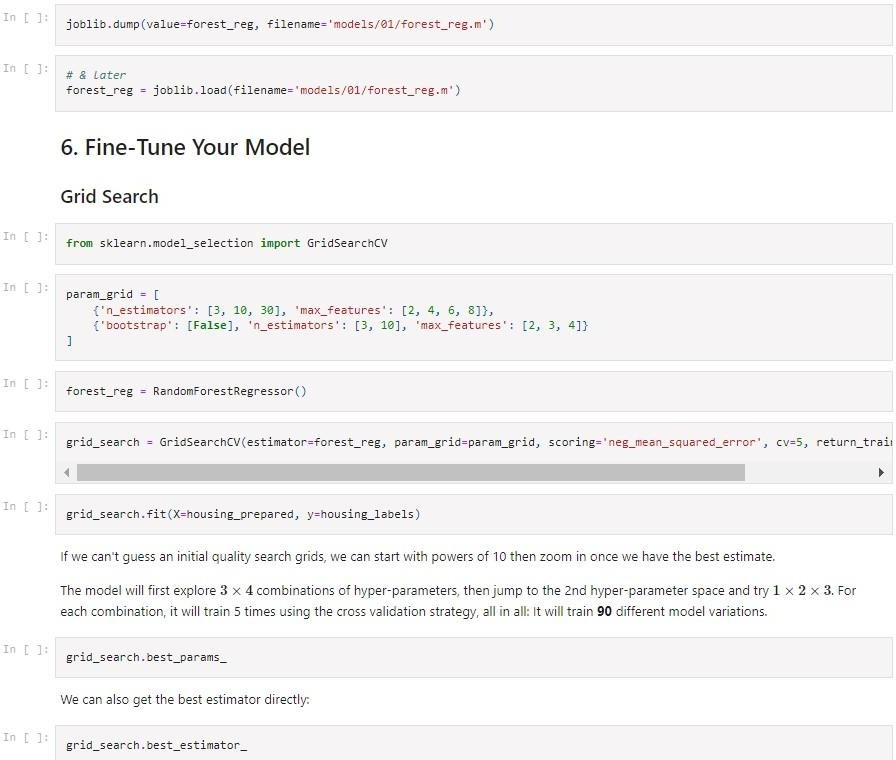 In [ ]:
joblib.dump(value=forest_reg, filename='models/01/forest_reg.m')
In [ ]:
# & Later
forest_reg = joblib.load(filename='models/01/forest_reg.m')
6. Fine-Tune Your Model
Grid Search
In [ ]:
from sklearn.model_selection import GridSearchCV
In [ ]:
param_grid = [
    {'n_estimators': [3, 10, 30], 'max_features': [2, 4, 6, 8]},
    {'bootstrap': [False], 'n_estimators': [3, 10], 'max_features': [2, 3, 4]}
]
In [ ]:
forest_reg = RandomForestRegressor()
In [ ]:
grid_search = GridSearchCV(estimator=forest_reg, param_grid=param_grid, scoring='neg_mean_squared_error', cv=5, return_trai
In [ ]:
grid_search.fit(X=housing_prepared, y=housing_labels)
If we can't guess an initial quality search grids, we can start with powers of 10 then zoom in once we have the best estimate.
The model will first explore 3 × 4 combinations of hyper-parameters, then jump to the 2nd hyper-parameter space and try 1 × 2 × 3. For
each combination, it will train 5 times using the cross validation strategy, all in all: It will train 90 different model variations.
In [ ]:
grid_search.best_params_
We can also get the best estimator directly:
In [ ]:
grid_search.best_estimator_